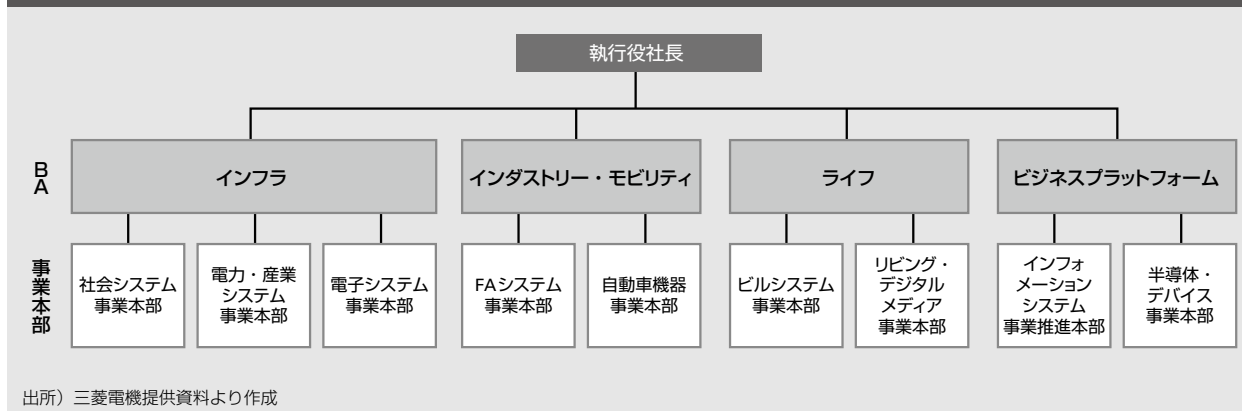 執行役社長
BA
インフラ
インダストリー・モビリティ
ライフ
ビジネスプラットフォーム
事業本部
社会システム
事業本部
電力・産業
システム
事業本部
電子システム
事業本部
FAシステム
事業本部
自動車機器
事業本部
ビルシステム
事業本部
リビング・
デジタル
メディア
事業本部
インフォ
メーション
システム
事業推進本部
半導体・
デバイス
事業本部
出所）三菱電機提供資料より作成